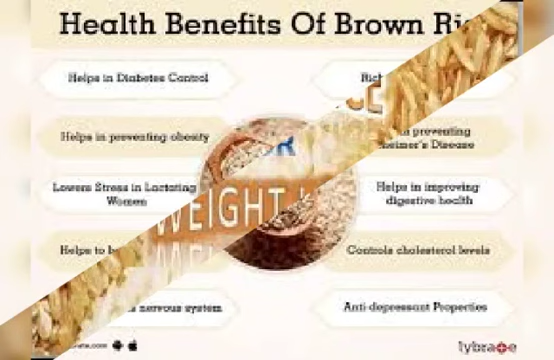 Health Benefits Of Brown
Helps in Diabetes Control
Helps in preventing obesity
preventing
Disease
Lowers Stress in Lactating
Women
WEIGHT
Helps in improving
digestive health
Helps to
Controls cholesterol levels
nervous system
Anti-depressant Properties
lybrate